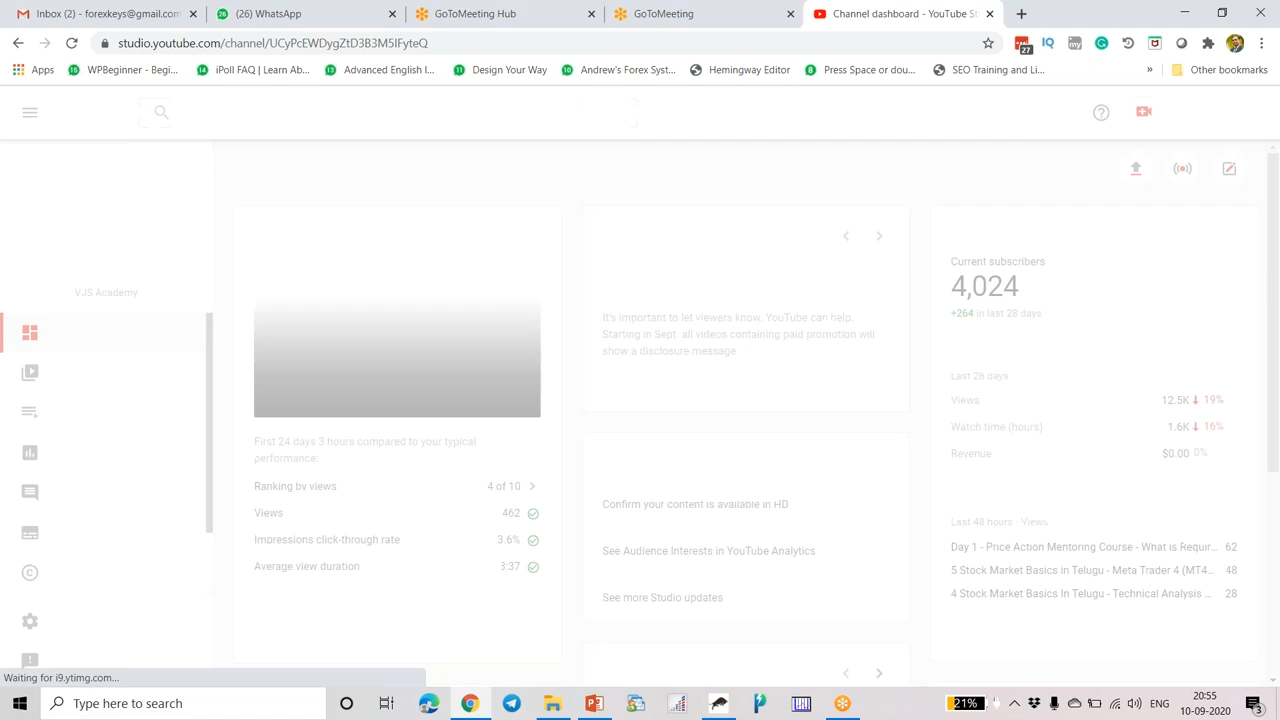 Inbox (2) - forexkes@gmail.com
(26) WhatsApp
GoToMeeting Hub
GoToMeeting
Channel dashboard - YouTube St
studio.youtube.com/channel/UCyPcEWDygZtD3B3M5IFyteQ
27
Apps
WPBeginner - Begi...
iPoll FAQ | Learn Ab...
Advanced English I...
Design Your Way
Andrew's Forex Syst...
Hemingway Editor
Press Space or dou...
SEO Training and Li...
»
Other bookmarks
VJS Academy
First 24 days 3 hours compared to your typical
performance:
Ranking by views 4 of 10
Views 462
Impressions click-through rate 3.6%
Average view duration 3:37
It's important to let viewers know. YouTube can help.
Starting in Sept. all videos containing paid promotion will
show a disclosure message
Confirm your content is available in HD
See Audience Interests in YouTube Analytics
See more Studio updates
Current subscribers
4,024
+264 in last 28 days
Last 28 days
Views 12.5K 19%
Watch time (hours) 1.6K 16%
Revenue $0.00 0%
Last 48 hours · Views
Day 1 - Price Action Mentoring Course - What is Requir... 62
5 Stock Market Basics in Telugu - Meta Trader 4 (MT4... 48
4 Stock Market Basics In Telugu - Technical Analysis ... 28
Waiting for i9.ytimg.com...
Type here to search
21%
ENG
20:55
10-09-2020
3